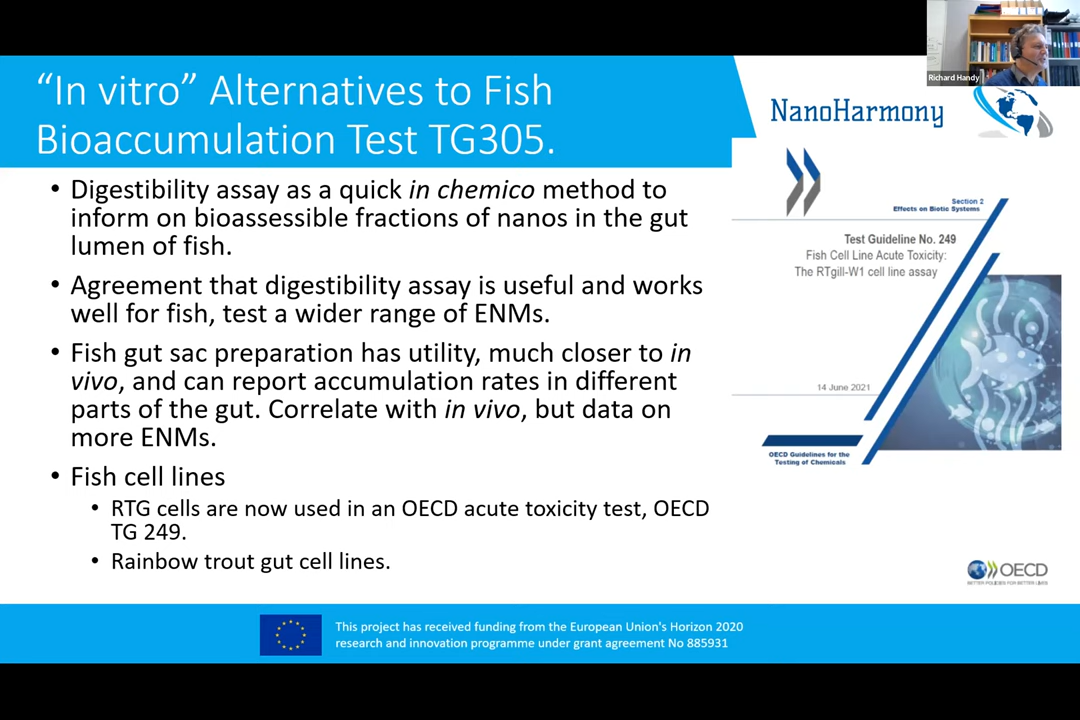 Richard Handy
“In vitro” Alternatives to Fish
Bioaccumulation Test TG305.
NanoHarmony
• Digestibility assay as a quick in chemico method to
inform on bioassessible fractions of nanos in the gut
lumen of fish.
• Agreement that digestibility assay is useful and works
well for fish, test a wider range of ENMs.
• Fish gut sac preparation has utility, much closer to in
vivo, and can report accumulation rates in different
parts of the gut. Correlate with in vivo, but data on
more ENMs.
• Fish cell lines
• RTG cells are now used in an OECD acute toxicity test, OECD
TG 249.
• Rainbow trout gut cell lines.
Section 2
Effects on Biotic Systems
Test Guideline No. 249
Fish Cell Line Acute Toxicity:
The RTgill-W1 cell line assay
14 June 2021
OECD Guidelines for the
Testing of Chemicals
OECD
BETTER POLICIES FOR BETTER LIVES
This project has received funding from the European Union's Horizon 2020
research and innovation programme under grant agreement No 885931